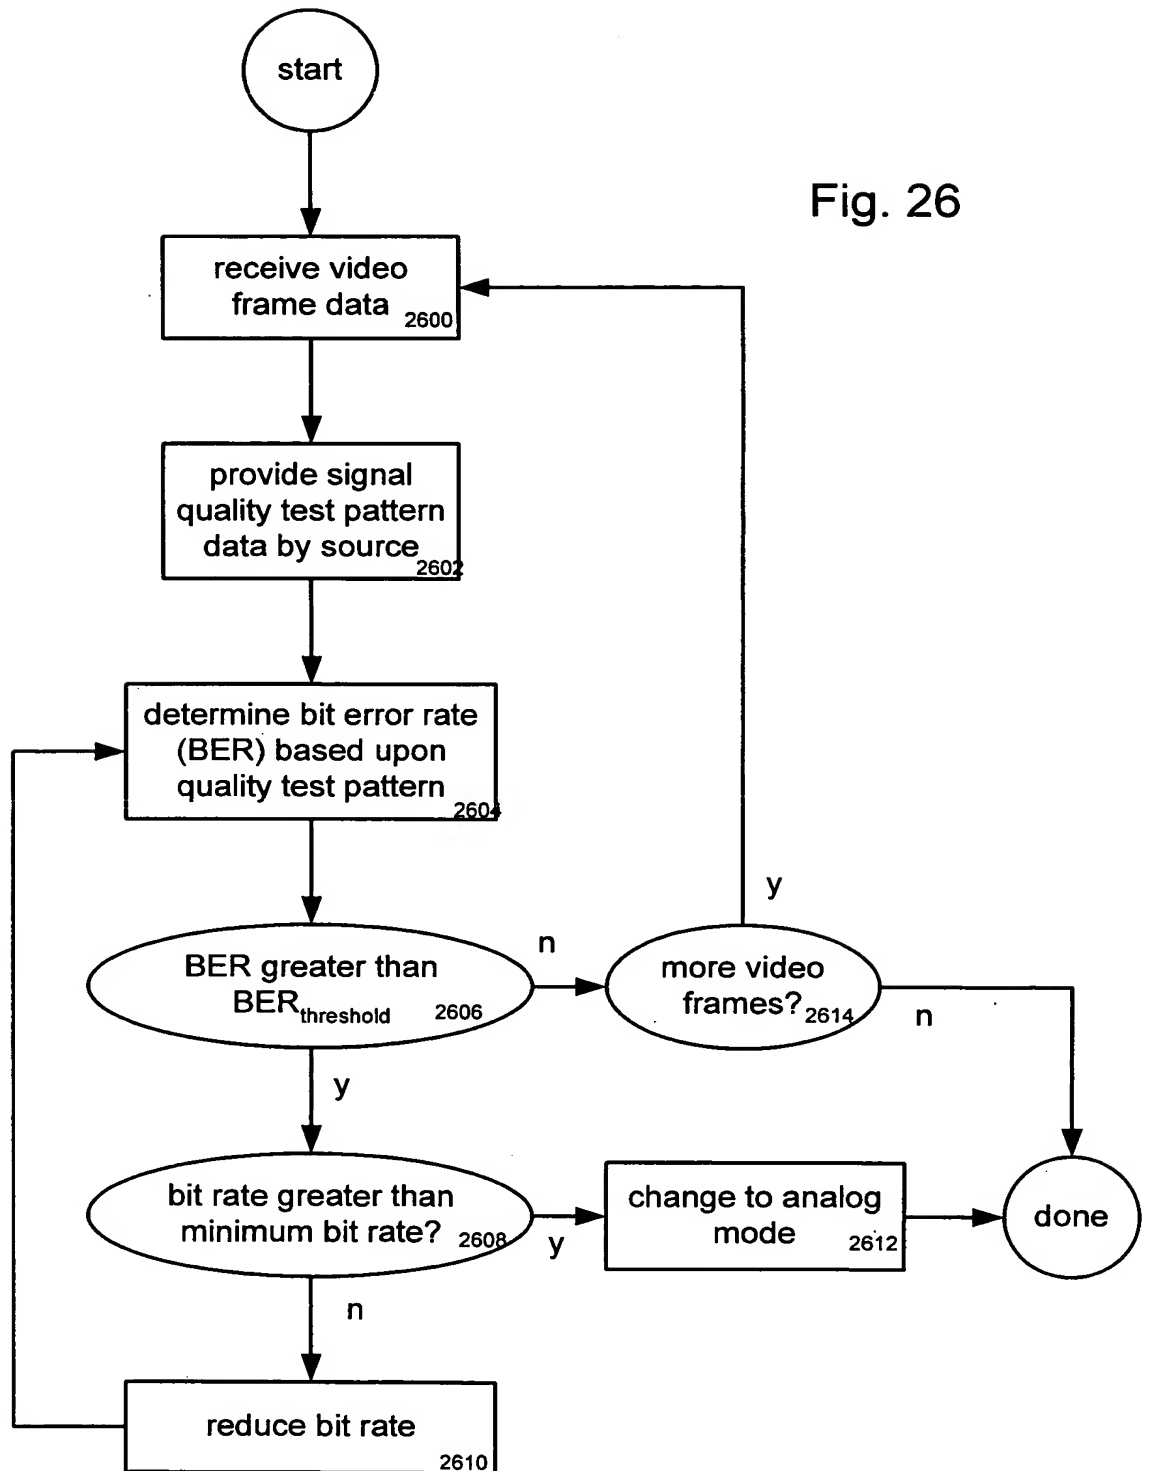 start
Fig. 26
receive video
frame data
2600
provide signal
quality test pattern
data by source
2602
determine bit error rate
(BER) based upon
quality test pattern
2604
y
BER greater than
BERthreshold
2606
n
more video
frames?
2614
n
y
bit rate greater than
minimum bit rate?
2608
y
change to analog
mode
2612
done
n
reduce bit rate
2610